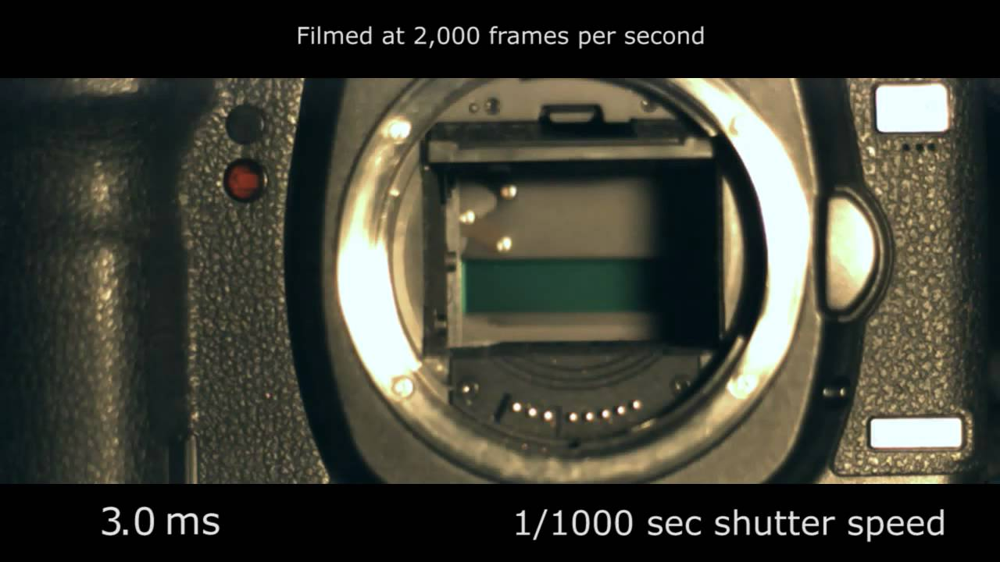 Filmed at 2,000 frames per second
3.0 ms
1/1000 sec shutter speed